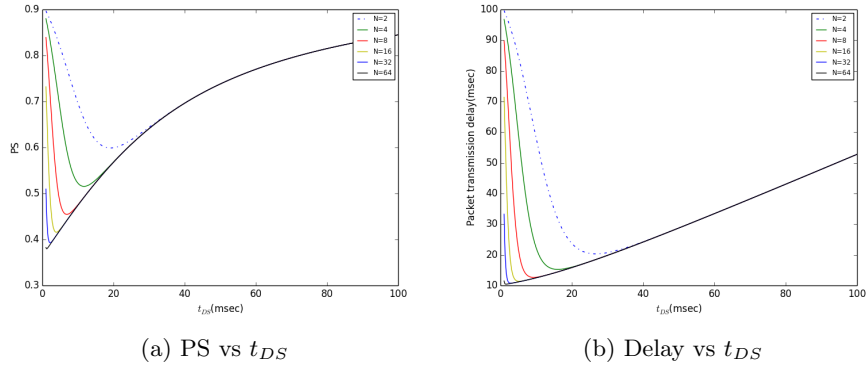 0.9
0.8
0.7
0.6
0.5
0.4
0.3
PS
0 20 40 60 80 100
t_DS(msec)
N=2
N=4
N=8
N=16
N=32
N=64
(a) PS vs t_DS
100
90
80
70
60
50
40
30
20
10
Packet transmission delay(msec)
0 20 40 60 80 100
t_DS(msec)
N=2
N=4
N=8
N=16
N=32
N=64
(b) Delay vs t_DS